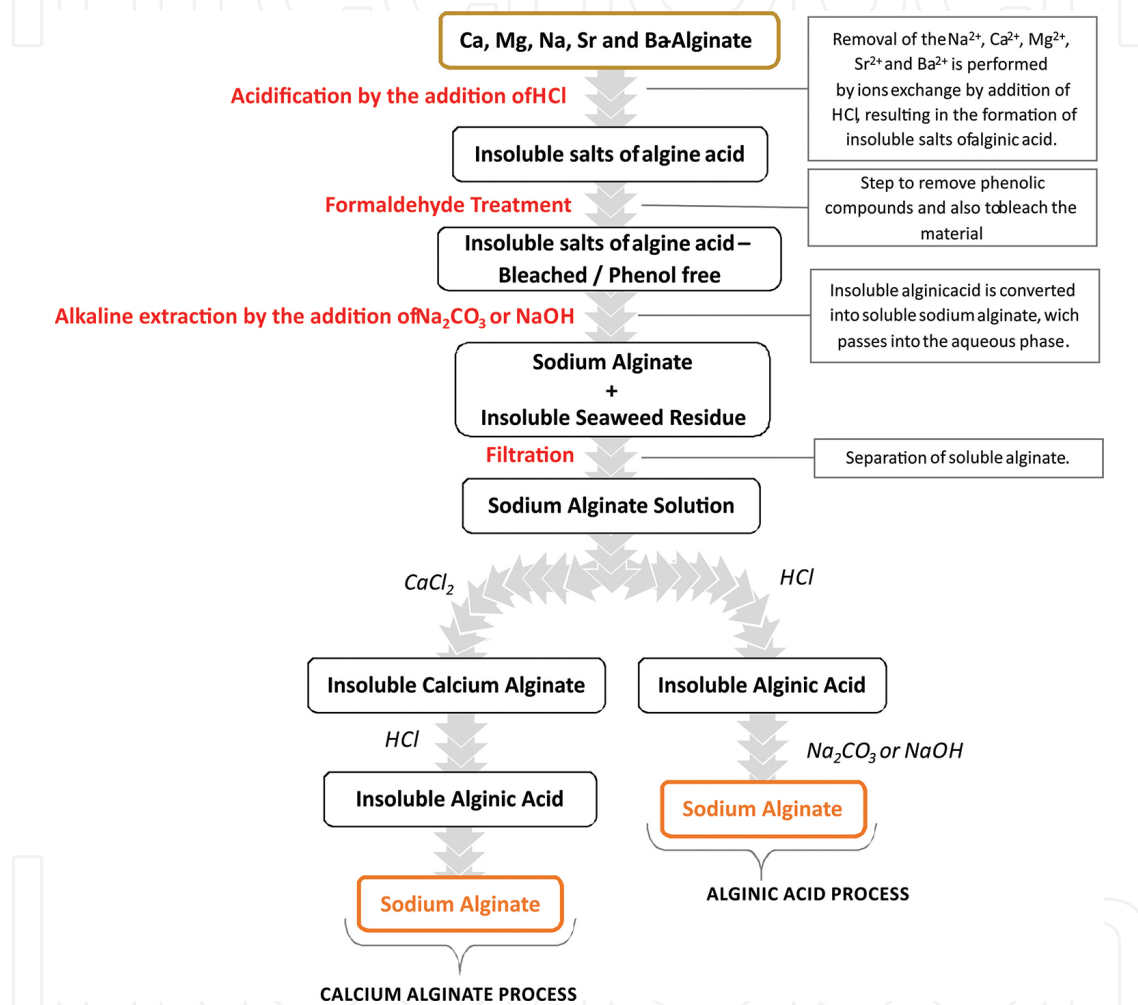 Ca, Mg, Na, Sr and Ba-Alginate
Removal of the Na²⁺, Ca²⁺, Mg²⁺,
Sr²⁺ and Ba²⁺ is performed
by ions exchange by addition of
HCl, resulting in the formation of
insoluble salts of alginic acid.
Acidification by the addition of HCl
Insoluble salts of algine acid
Formaldehyde Treatment
Step to remove phenolic
compounds and also to bleach the
material
Insoluble salts of algine acid –
Bleached / Phenol free
Alkaline extraction by the addition of Na₂CO₃ or NaOH
Insoluble alginic acid is converted
into soluble sodium alginate, wich
passes into the aqueous phase.
Sodium Alginate
+
Insoluble Seaweed Residue
Filtration
Separation of soluble alginate.
Sodium Alginate Solution
CaCl₂
HCl
Insoluble Calcium Alginate
Insoluble Alginic Acid
HCl
Na₂CO₃ or NaOH
Insoluble Alginic Acid
Sodium Alginate
ALGINIC ACID PROCESS
Sodium Alginate
CALCIUM ALGINATE PROCESS